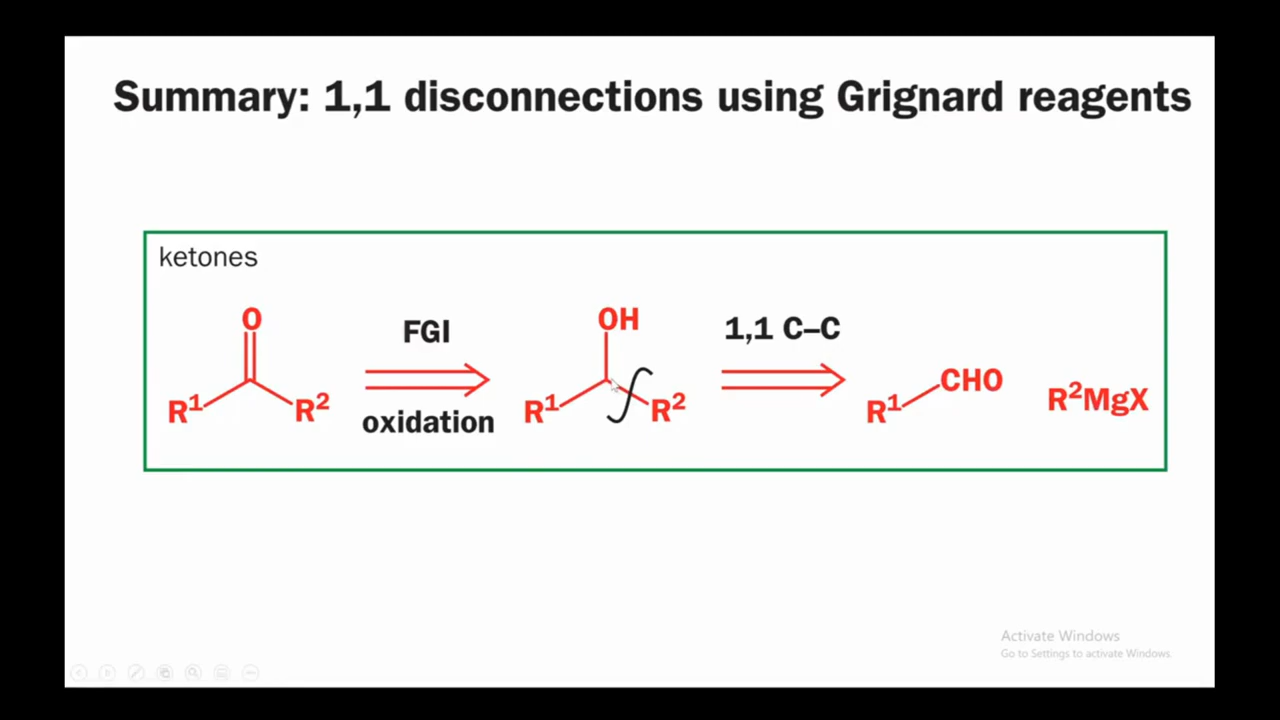 Summary: 1,1 disconnections using Grignard reagents
ketones
O
R¹
R²
FGI
oxidation
OH
R¹
R²
1,1 C–C
R¹
CHO
R²MgX
Activate Windows
Go to Settings to activate Windows.